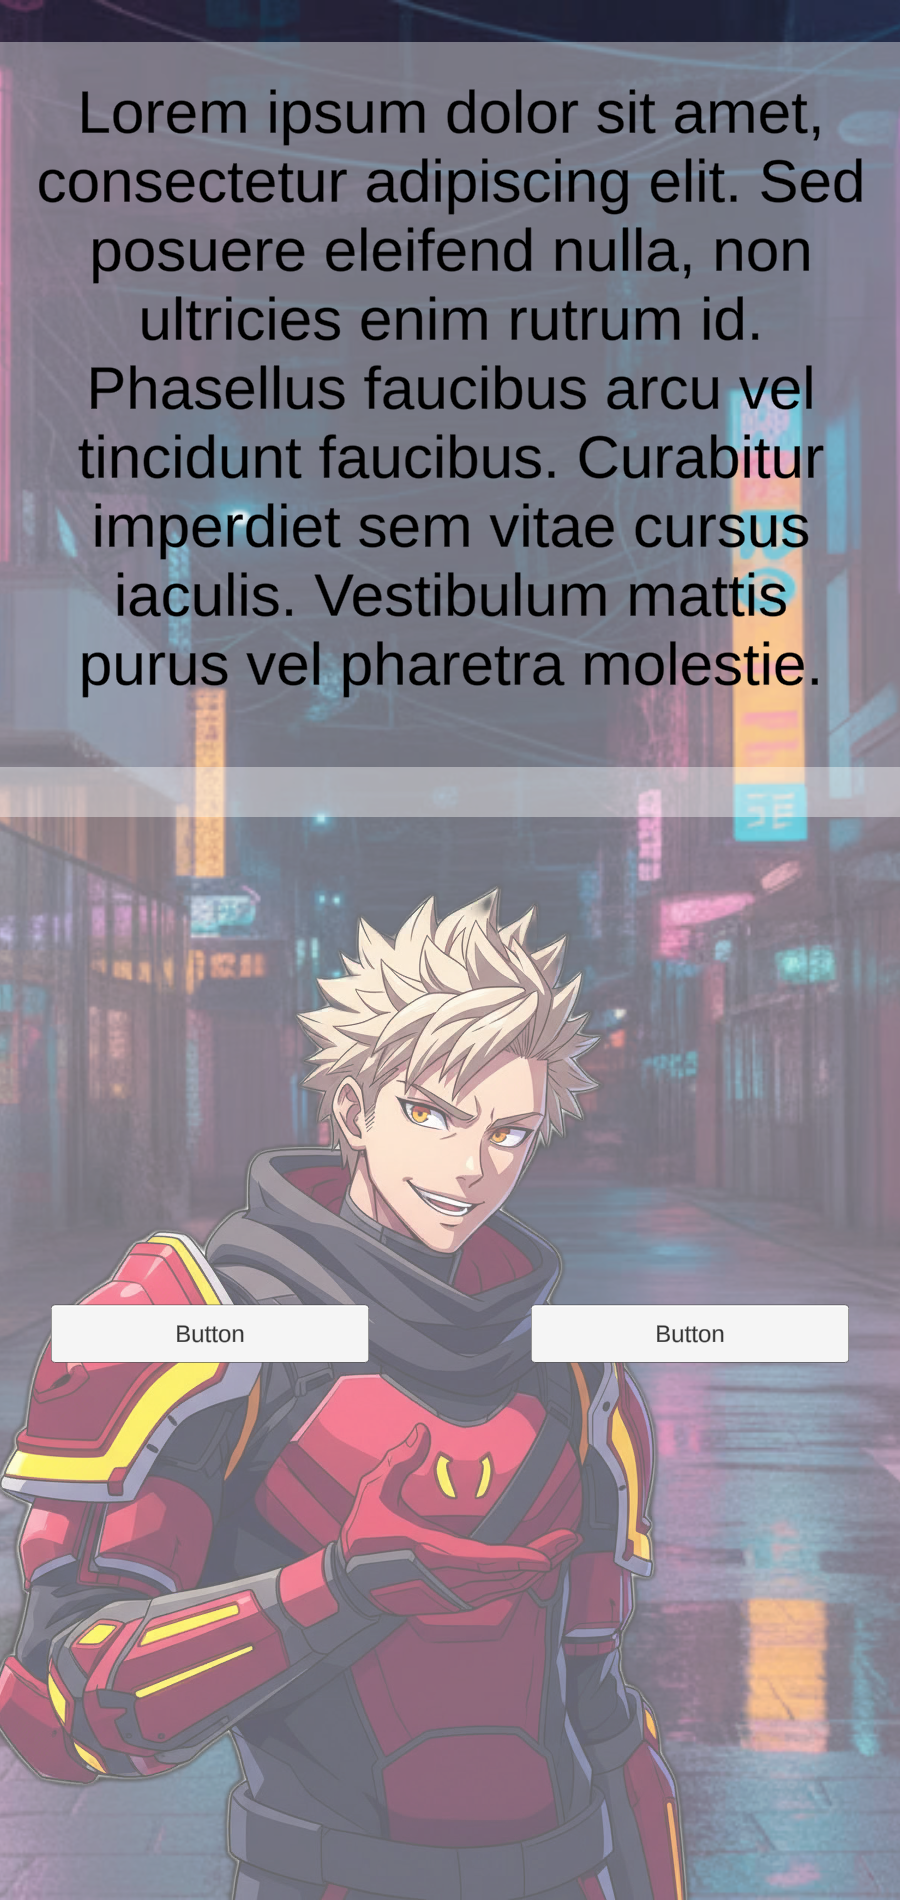 Lorem ipsum dolor sit amet,
consectetur adipiscing elit. Sed
posuere eleifend nulla, non
ultricies enim rutrum id.
Phasellus faucibus arcu vel
tincidunt faucibus. Curabitur
imperdiet sem vitae cursus
iaculis. Vestibulum mattis
purus vel pharetra molestie.
Button
Button